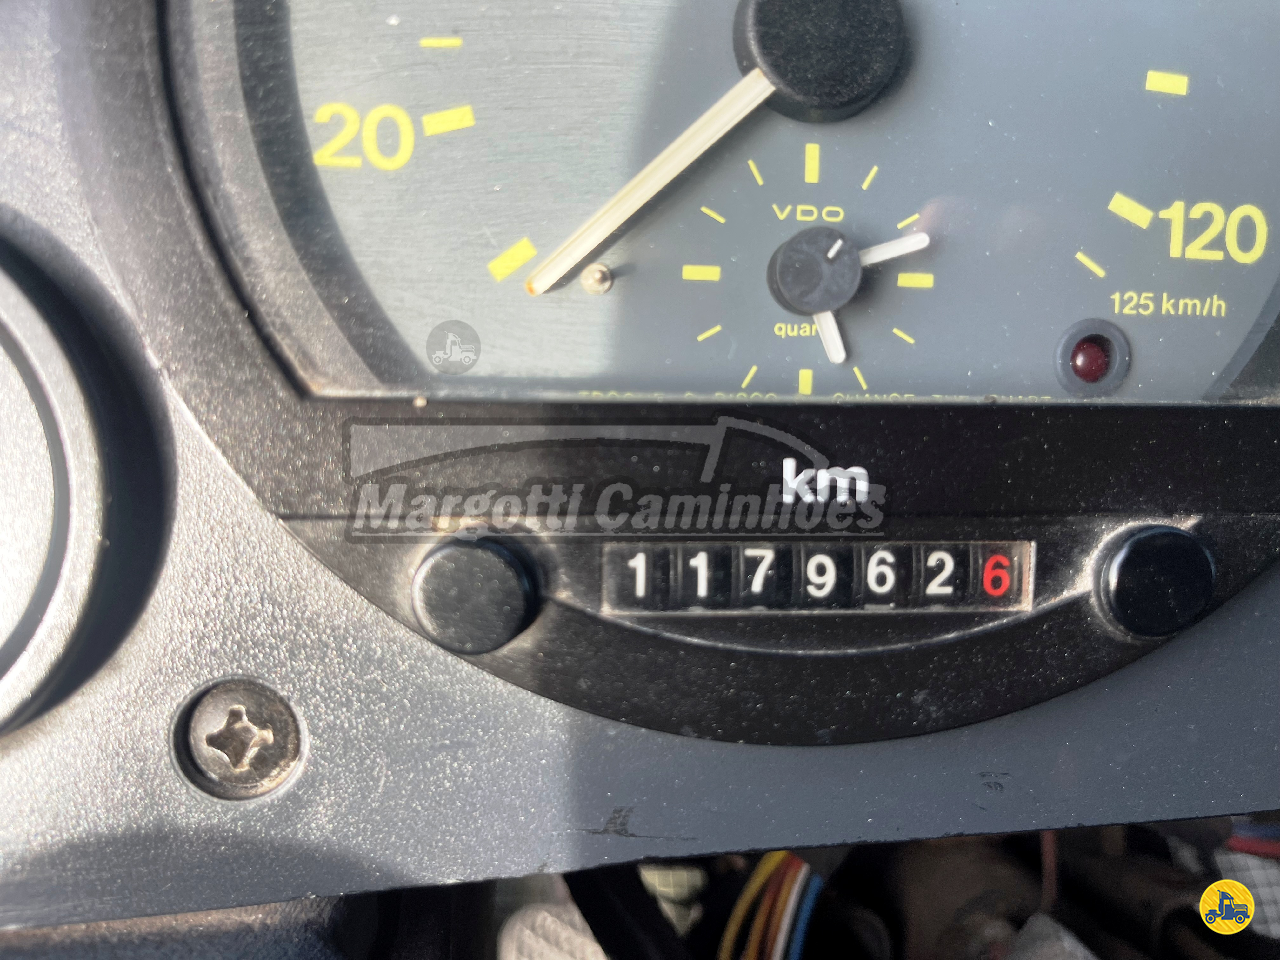 20
VDO
120
125 km/h
quar
km
Margotti Caminhões
1179626